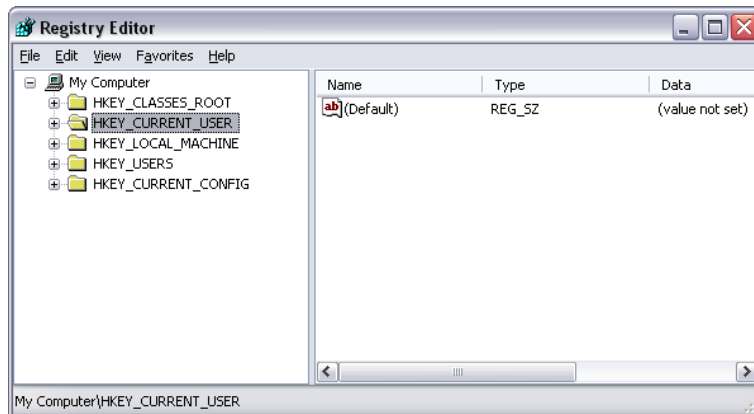 Registry Editor
File Edit View Favorites Help
My Computer
HKEY_CLASSES_ROOT
HKEY_CURRENT_USER
HKEY_LOCAL_MACHINE
HKEY_USERS
HKEY_CURRENT_CONFIG
Name Type Data
ab (Default) REG_SZ (value not set)
My Computer\HKEY_CURRENT_USER